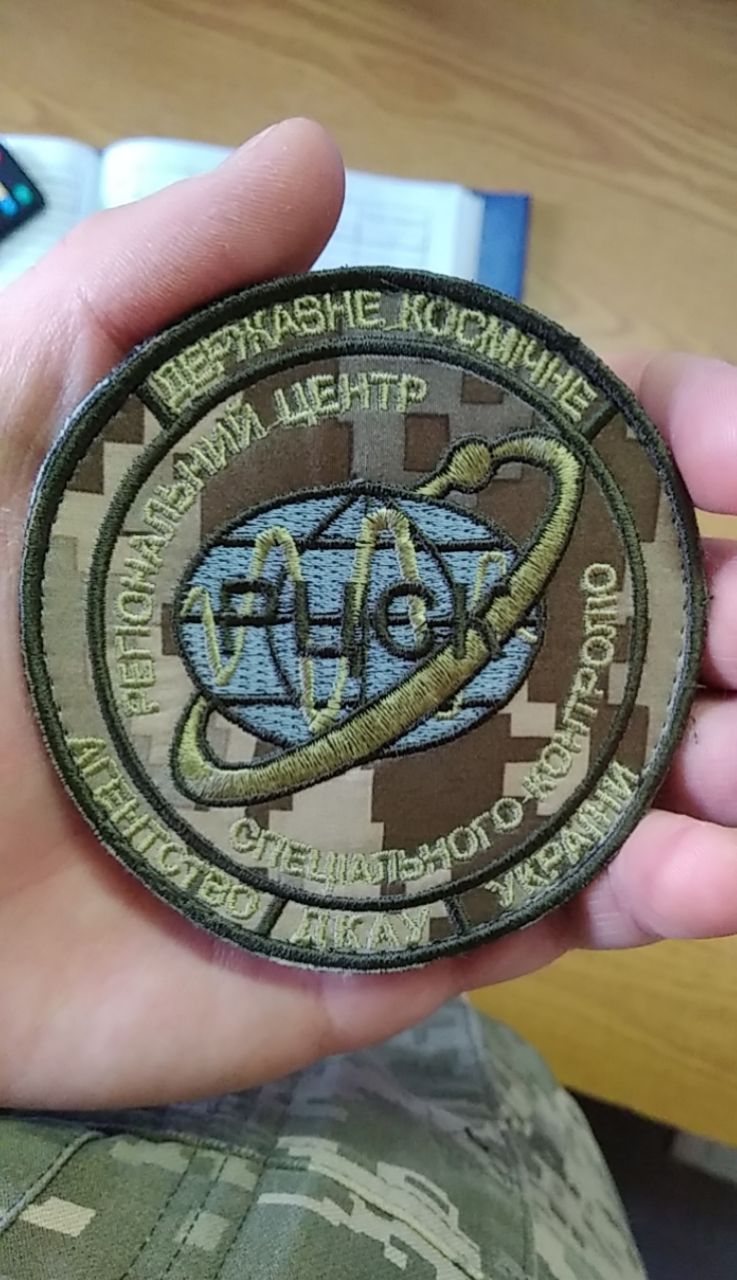 ДЕРЖАВНЕ КОСМІЧНЕ
АГЕНТСТВО
ДКАУ
УКРАЇНИ
РЕГІОНАЛЬНИЙ ЦЕНТР
СПЕЦІАЛЬНОГО КОНТРОЛЮ
РЦСК